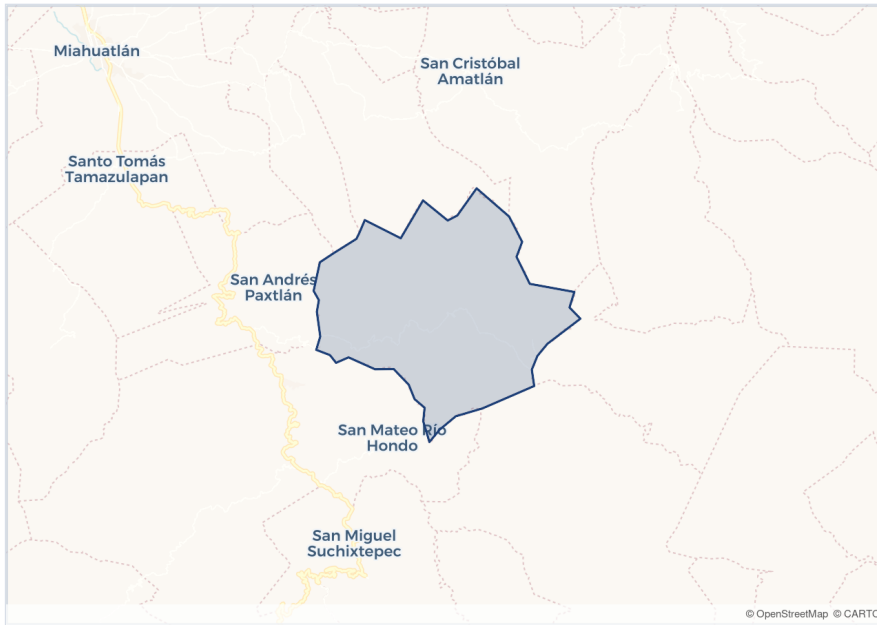 Miahuatlán
San Cristóbal
Amatlán
Santo Tomás
Tamazulapan
San Andrés
Paxtlán
San Mateo Río
Hondo
San Miguel
Suchixtepec
© OpenStreetMap © CARTO